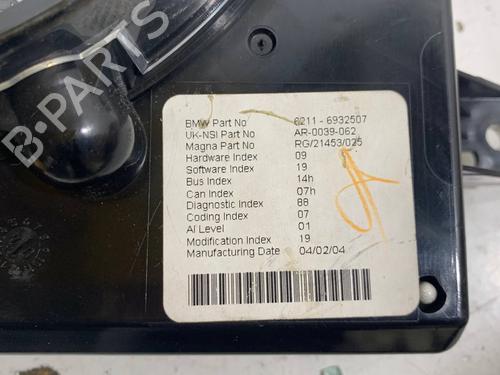 B-PARTS
BMW Part No 6211 - 6932507
UK-NSI Part No AR-0039-062
Magna Part No RG/21453/025
Hardware Index 09
Software Index 19
Bus Index 14h
Can Index 07h
Diagnostic Index 88
Coding Index 07
AI Level 01
Modification Index 19
Manufacturing Date 04/02/04